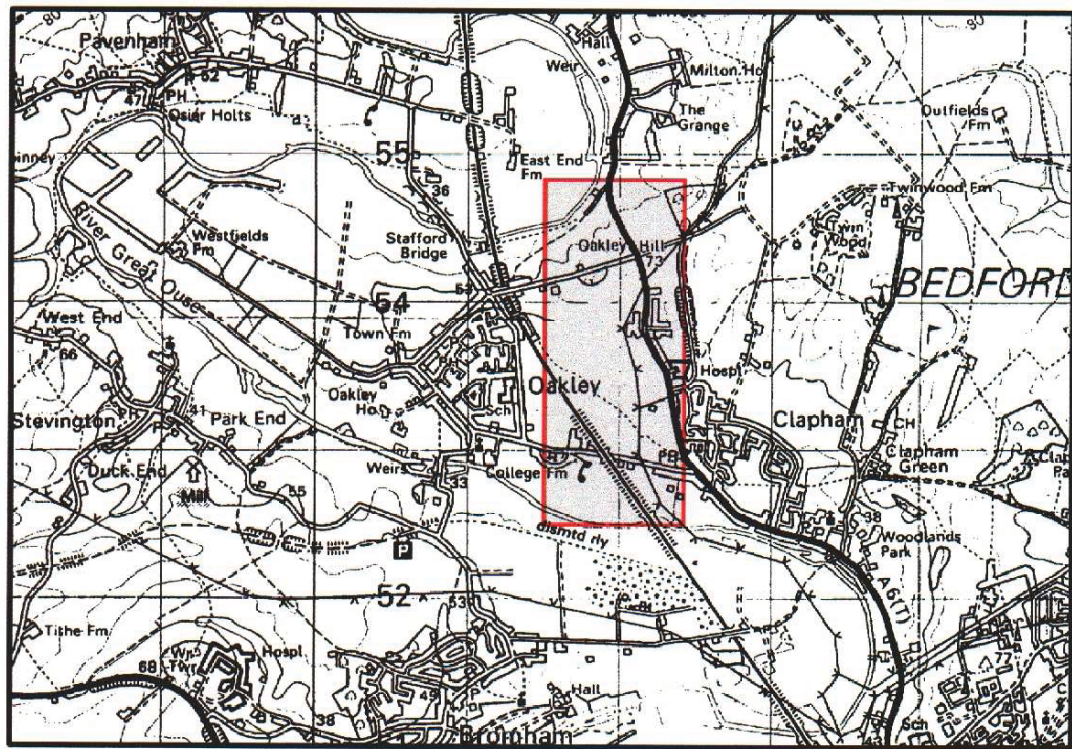 Pavenham
Hall
Weir
Milton Ho
62
47
PH
The Grange
Osier Holts
Outfields Fm
55
East End Fm
36
Twinwood Fm
Stafford Bridge
Westfields Fm
Oakley Hill
73
Twin Wood
River Great Ouse
BEDFORD
54
West End
Town Fm
66
Hospl
Oakley
Oakley Ho
Sch
Clapham
Stevington
PH
41
Park End
CH
College Fm
Clapham Green
Duck End
Weirs
33
Mill
55
38
Woodlands Park
dismtd rly
P
A6(T)
52
53
Tithe Fm
Hospl
Wr Twr
68
49
Hall
38
Bromham
Sch